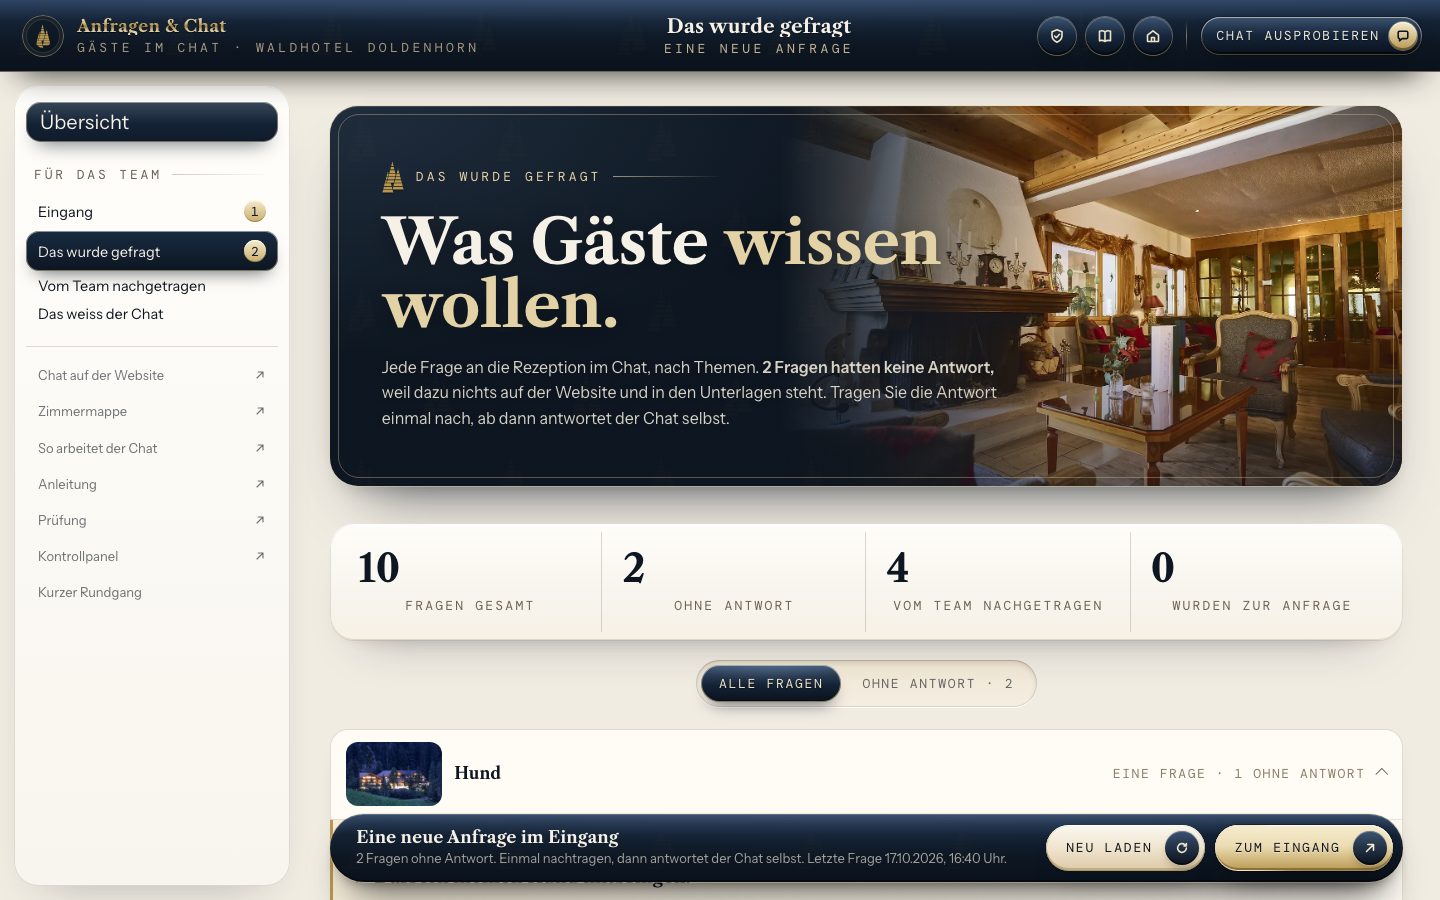 Anfragen & Chat
GÄSTE IM CHAT · WALDHOTEL DOLDENHORN
Das wurde gefragt
EINE NEUE ANFRAGE
CHAT AUSPROBIEREN
Übersicht
FÜR DAS TEAM
Eingang 1
Das wurde gefragt 2
Vom Team nachgetragen
Das weiss der Chat
Chat auf der Website
Zimmermappe
So arbeitet der Chat
Anleitung
Prüfung
Kontrollpanel
Kurzer Rundgang
DAS WURDE GEFRAGT
Was Gäste wissen
wollen.
Jede Frage an die Rezeption im Chat, nach Themen. 2 Fragen hatten keine Antwort,
weil dazu nichts auf der Website und in den Unterlagen steht. Tragen Sie die Antwort
einmal nach, ab dann antwortet der Chat selbst.
10
FRAGEN GESAMT
2
OHNE ANTWORT
4
VOM TEAM NACHGETRAGEN
0
WURDEN ZUR ANFRAGE
ALLE FRAGEN
OHNE ANTWORT · 2
Hund
EINE FRAGE · 1 OHNE ANTWORT
Eine neue Anfrage im Eingang
2 Fragen ohne Antwort. Einmal nachtragen, dann antwortet der Chat selbst. Letzte Frage 17.10.2026, 16:40 Uhr.
NEU LADEN
ZUM EINGANG